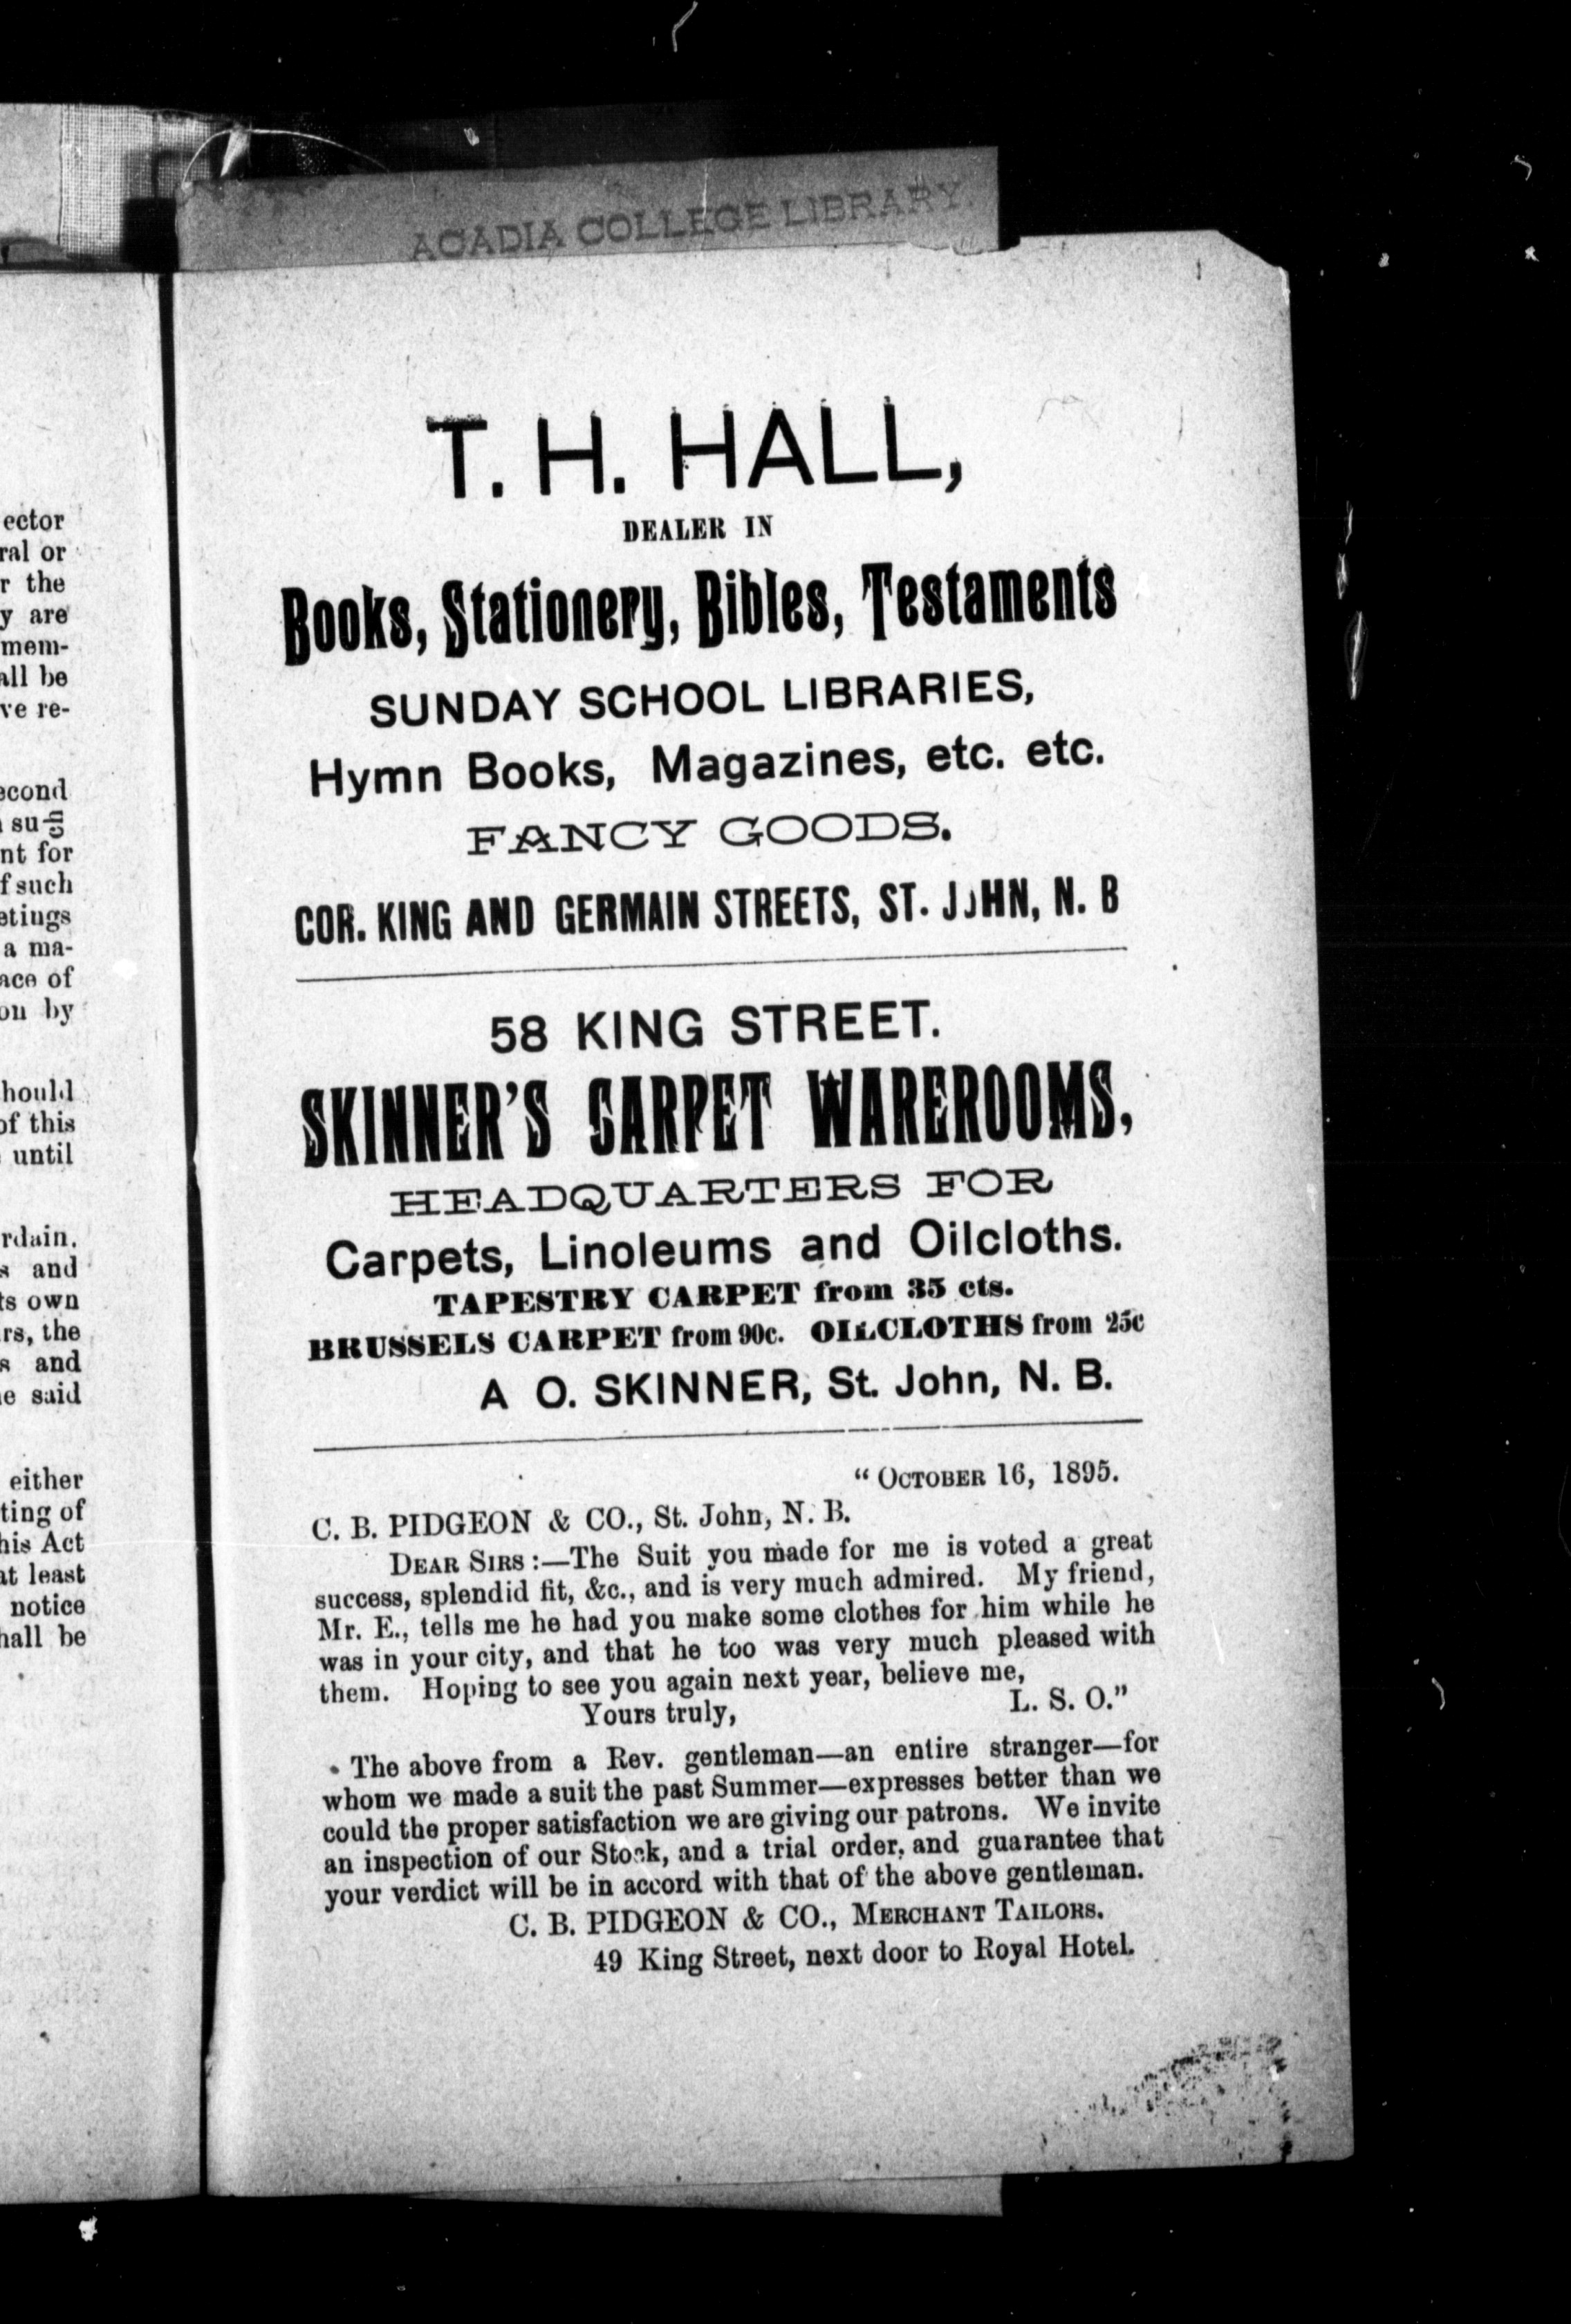 ACADIA COLLEGE LIBRARY.
ector
ral or
r the
y are
mem-
all be
ve re-
econd
su-
ch
nt for
f such
etings
a ma-
ace of
on by
hould
of this
until
rdain.
s and
ts own
rs, the
s and
e said
either
ting of
his Act
at least
notice
hall be
T. H. HALL,
DEALER IN
Books, Stationery, Bibles, Testaments
SUNDAY SCHOOL LIBRARIES,
Hymn Books, Magazines, etc. etc.
FANCY GOODS.
COR. KING AND GERMAIN STREETS, ST. JOHN, N. B
58 KING STREET.
SKINNER'S CARPET WAREROOMS,
HEADQUARTERS FOR
Carpets, Linoleums and Oilcloths.
TAPESTRY CARPET from 35 cts.
BRUSSELS CARPET from 90c. OILCLOTHS from 25c
A O. SKINNER, St. John, N. B.
“ OCTOBER 16, 1895.
C. B. PIDGEON & CO., St. John, N. B.
DEAR SIRS :—The Suit you made for me is voted a great
success, splendid fit, &c., and is very much admired. My friend,
Mr. E., tells me he had you make some clothes for him while he
was in your city, and that he too was very much pleased with
them. Hoping to see you again next year, believe me,
Yours truly, L. S. O.”
The above from a Rev. gentleman—an entire stranger—for
whom we made a suit the past Summer—expresses better than we
could the proper satisfaction we are giving our patrons. We invite
an inspection of our Stock, and a trial order, and guarantee that
your verdict will be in accord with that of the above gentleman.
C. B. PIDGEON & CO., MERCHANT TAILORS.
49 King Street, next door to Royal Hotel.